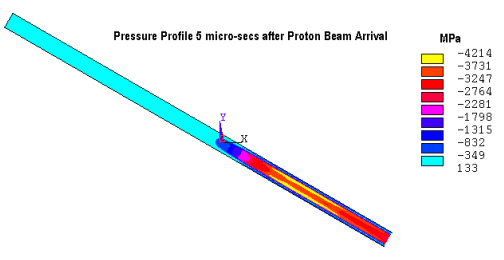 Pressure Profile 5 micro-secs after Proton Beam Arrival
MPa
-4214
-3731
-3247
-2764
-2281
-1798
-1315
-832
-349
133
Y
X